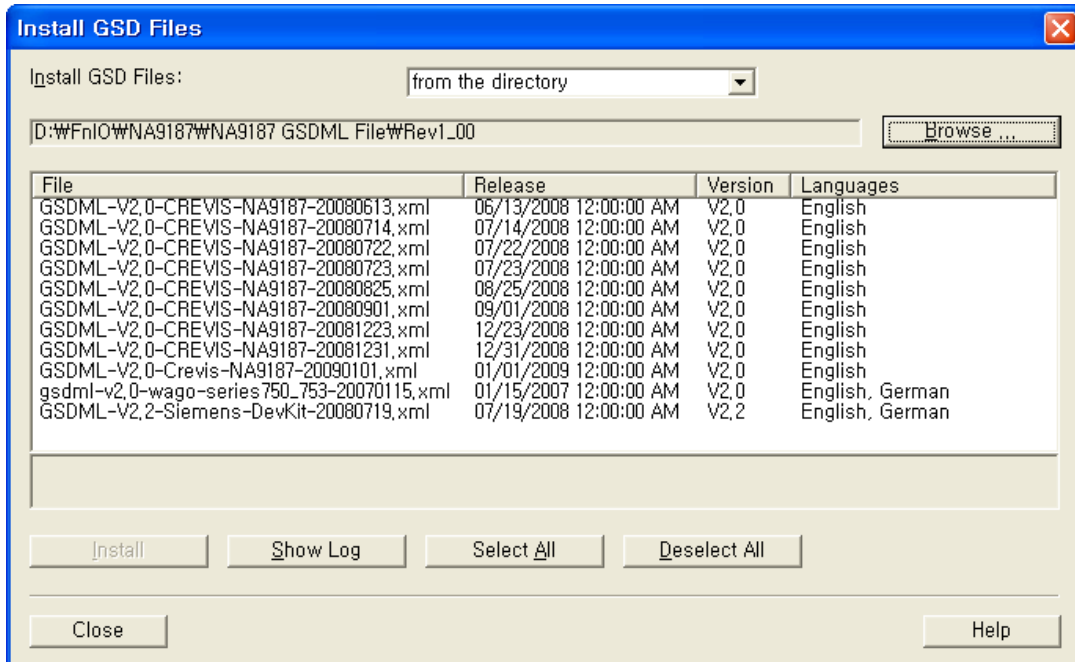 Install GSD Files
Install GSD Files: from the directory
D:₩FnIO₩NA9187₩NA9187 GSDML File₩Rev1_00 Browse ...
File Release Version Languages
GSDML-V2,0-CREVIS-NA9187-20080613,xml 06/13/2008 12:00:00 AM V2,0 English
GSDML-V2,0-CREVIS-NA9187-20080714,xml 07/14/2008 12:00:00 AM V2,0 English
GSDML-V2,0-CREVIS-NA9187-20080722,xml 07/22/2008 12:00:00 AM V2,0 English
GSDML-V2,0-CREVIS-NA9187-20080723,xml 07/23/2008 12:00:00 AM V2,0 English
GSDML-V2,0-CREVIS-NA9187-20080825,xml 08/25/2008 12:00:00 AM V2,0 English
GSDML-V2,0-CREVIS-NA9187-20080901,xml 09/01/2008 12:00:00 AM V2,0 English
GSDML-V2,0-CREVIS-NA9187-20081223,xml 12/23/2008 12:00:00 AM V2,0 English
GSDML-V2,0-CREVIS-NA9187-20081231,xml 12/31/2008 12:00:00 AM V2,0 English
GSDML-V2,0-Crevis-NA9187-20090101,xml 01/01/2009 12:00:00 AM V2,0 English
gsdml-v2,0-wago-series750_753-20070115,xml 01/15/2007 12:00:00 AM V2,0 English, German
GSDML-V2,2-Siemens-DevKit-20080719,xml 07/19/2008 12:00:00 AM V2,2 English, German
Install Show Log Select All Deselect All
Close Help